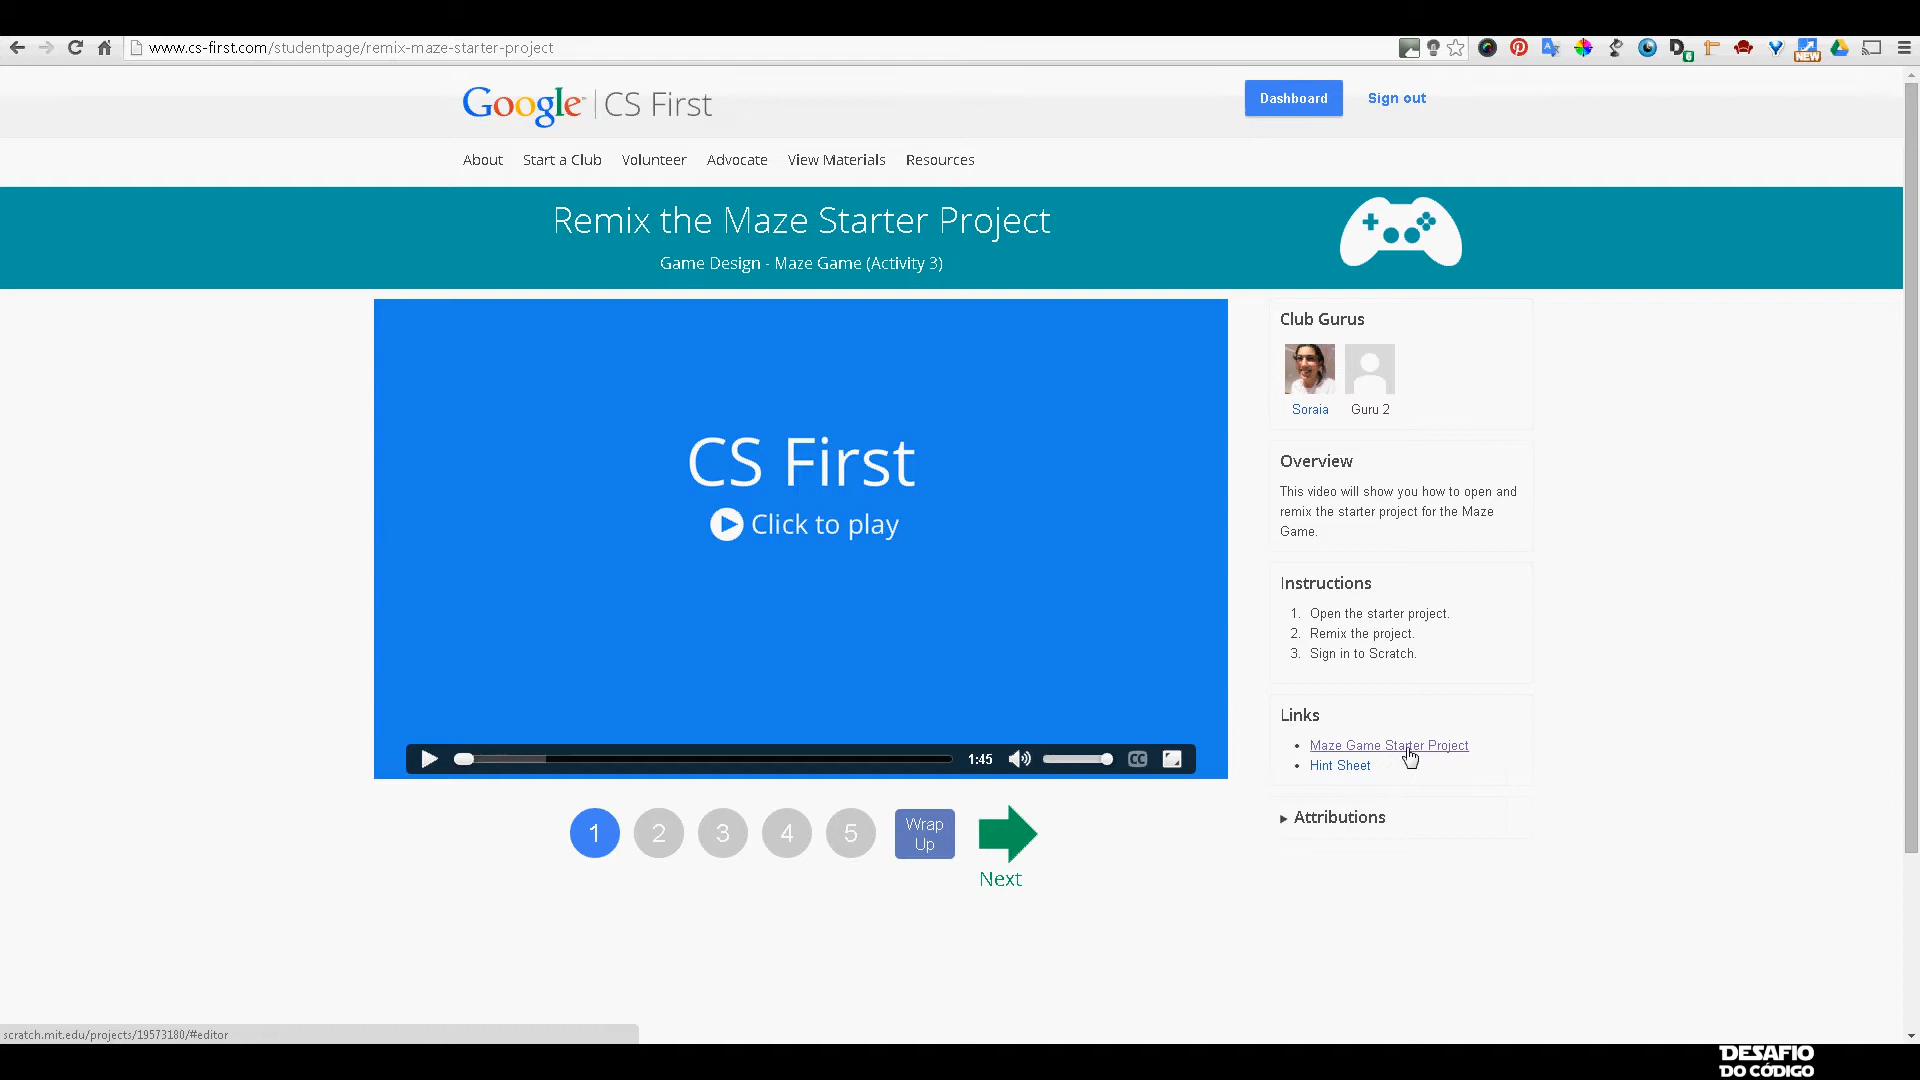 www.cs-first.com/studentpage/remix-maze-starter-project
NEW
Google | CS First
Dashboard
Sign out
About
Start a Club
Volunteer
Advocate
View Materials
Resources
Remix the Maze Starter Project
Game Design - Maze Game (Activity 3)
CS First
Click to play
1:45
CC
1
2
3
4
5
Wrap
Up
Next
Club Gurus
Soraia
Guru 2
Overview
This video will show you how to open and
remix the starter project for the Maze
Game.
Instructions
1. Open the starter project.
2. Remix the project.
3. Sign in to Scratch.
Links
• Maze Game Starter Project
• Hint Sheet
Attributions
scratch.mit.edu/projects/19573180/#editor
DESAFIO
DO CÓDIGO